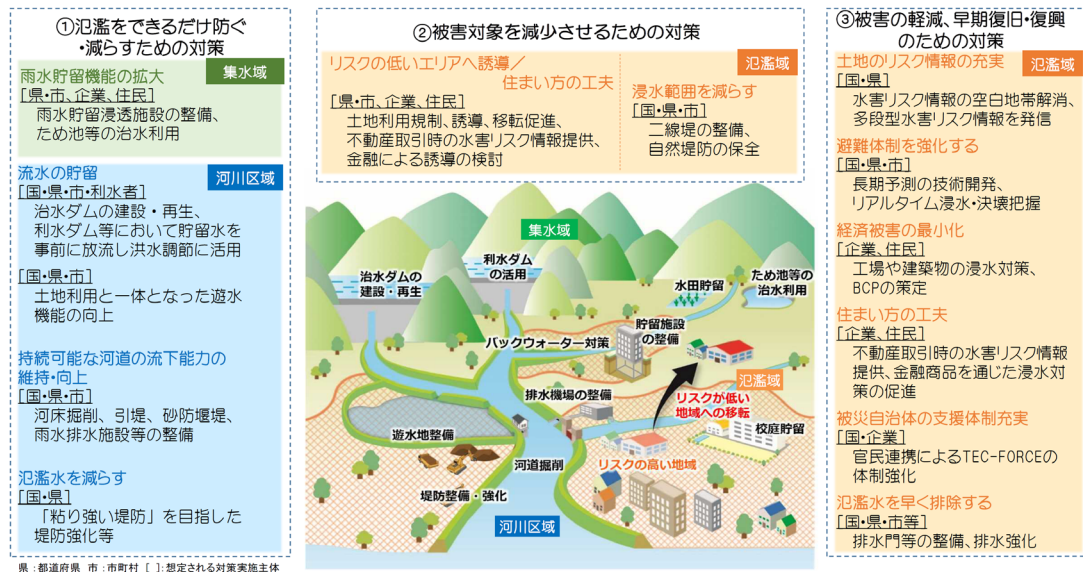 ①氾濫をできるだけ防ぐ
・減らすための対策
雨水貯留機能の拡大
集水域
[県・市、企業、住民]
雨水貯留浸透施設の整備、
ため池等の治水利用
流水の貯留
河川区域
[国・県・市・利水者]
治水ダムの建設・再生、
利水ダム等において貯留水を
事前に放流し洪水調節に活用
[国・県・市]
土地利用と一体となった遊水
機能の向上
持続可能な河道の流下能力の
維持・向上
[国・県・市]
河床掘削、引堤、砂防堰堤、
雨水排水施設等の整備
氾濫水を減らす
[国・県]
「粘り強い堤防」を目指した
堤防強化等
県：都道府県 市：市町村 [ ]：想定される対策実施主体
②被害対象を減少させるための対策
リスクの低いエリアへ誘導／
住まい方の工夫
[県・市、企業、住民]
土地利用規制、誘導、移転促進、
不動産取引時の水害リスク情報提供、
金融による誘導の検討
氾濫域
浸水範囲を減らす
[国・県・市]
二線堤の整備、
自然堤防の保全
集水域
治水ダムの
建設・再生
利水ダム
の活用
水田貯留
ため池等の
治水利用
バックウォーター対策
貯留施設
の整備
排水機場の整備
氾濫域
リスクが低い
地域への移転
遊水地整備
校庭貯留
河道掘削
リスクの高い地域
堤防整備・強化
河川区域
③被害の軽減、早期復旧・復興
のための対策
土地のリスク情報の充実
氾濫域
[国・県]
水害リスク情報の空白地帯解消、
多段型水害リスク情報を発信
避難体制を強化する
[国・県・市]
長期予測の技術開発、
リアルタイム浸水・決壊把握
経済被害の最小化
[企業、住民]
工場や建築物の浸水対策、
BCPの策定
住まい方の工夫
[企業、住民]
不動産取引時の水害リスク情報
提供、金融商品を通じた浸水対
策の促進
被災自治体の支援体制充実
[国・企業]
官民連携によるTEC-FORCEの
体制強化
氾濫水を早く排除する
[国・県・市等]
排水門等の整備、排水強化